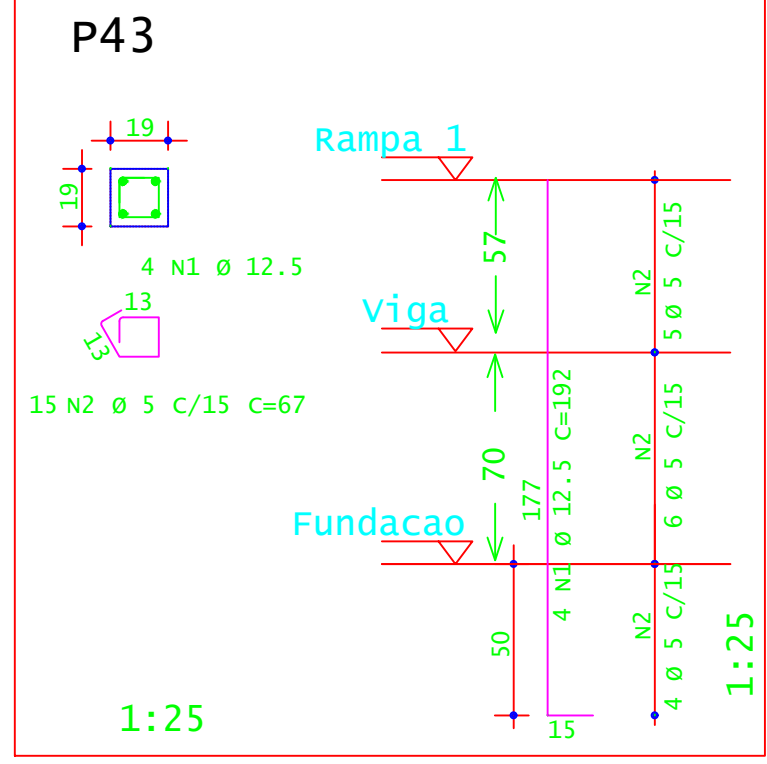 P43
19
19
4 N1 Ø 12.5
13
13
15 N2 Ø 5 C/15 C=67
1:25
Rampa 1
57
Viga
70
Fundacao
50
177
4 N1 Ø 12.5 C=192
15
N2
5 Ø 5 C/15
N2
6 Ø 5 C/15
N2
4 Ø 5 C/15
1:25